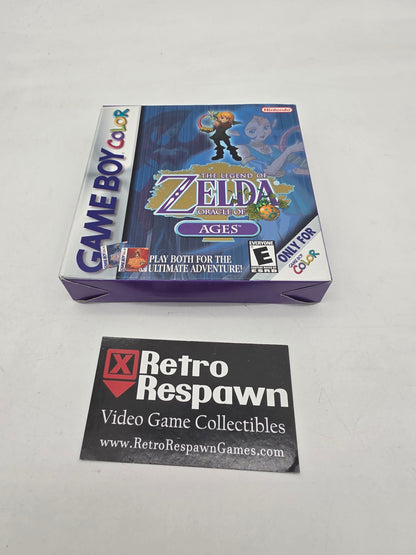 GAME BOY COLOR
Nintendo
THE LEGEND OF
ZELDA
ORACLE OF
AGES
PLAY BOTH FOR THE
ULTIMATE ADVENTURE!
EVERYONE
E
ESRB
ONLY FOR
GAME BOY
COLOR
X Retro
Respawn
Video Game Collectibles
www.RetroRespawnGames.com